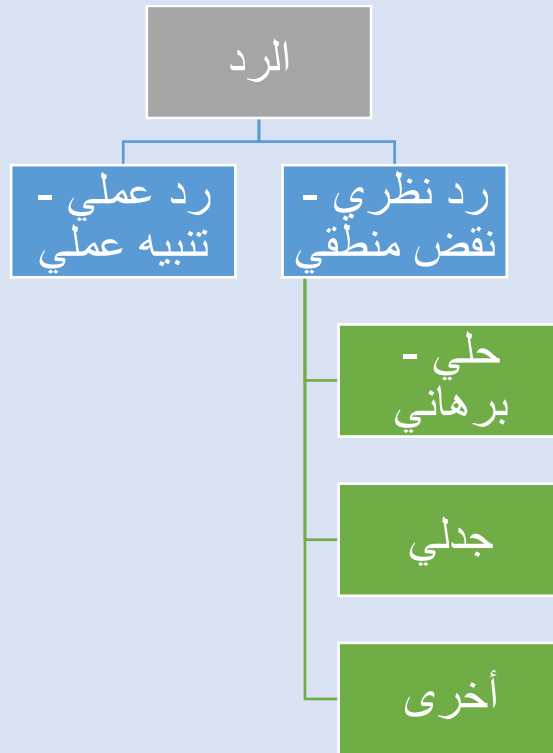 الرد
رد نظري -
نقض منطقي
رد عملي -
تنبيه عملي
حلي -
برهاني
جدلي
أخرى